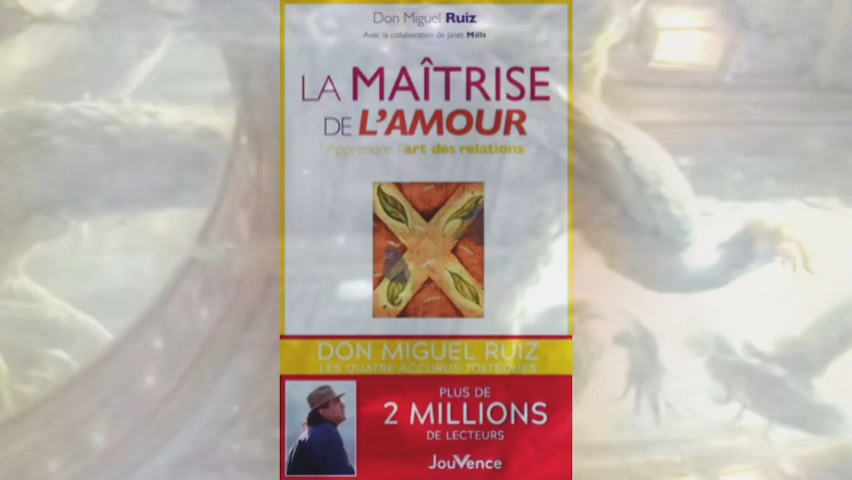 Don Miguel Ruiz
Avec la collaboration de Janet Mills
LA MAÎTRISE
DE L'AMOUR
Apprendre l'art des relations
DON MIGUEL RUIZ
LES QUATRE ACCORDS TOLTÈQUES
PLUS DE
2 MILLIONS
DE LECTEURS
JouVence